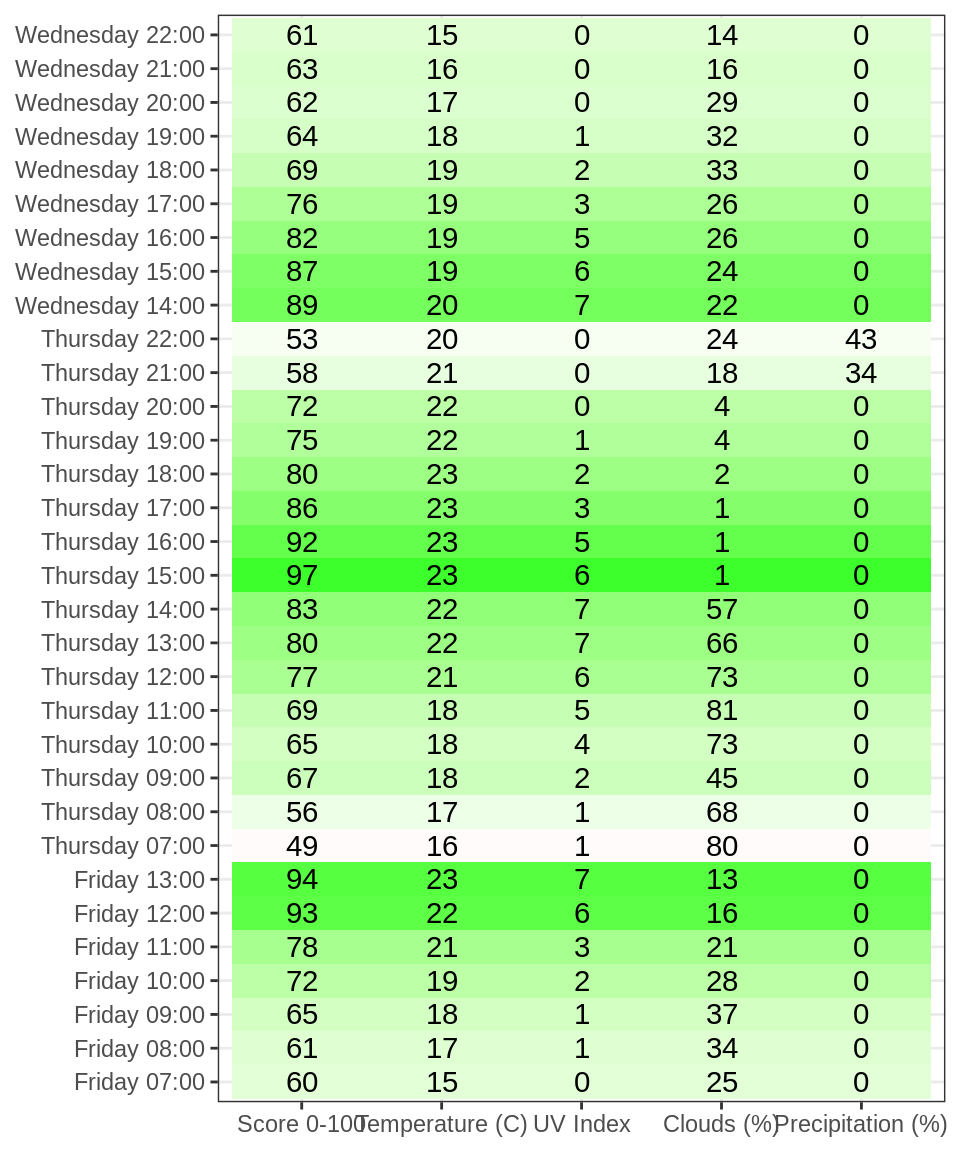 Wednesday 22:00 61 15 0 14 0
Wednesday 21:00 63 16 0 16 0
Wednesday 20:00 62 17 0 29 0
Wednesday 19:00 64 18 1 32 0
Wednesday 18:00 69 19 2 33 0
Wednesday 17:00 76 19 3 26 0
Wednesday 16:00 82 19 5 26 0
Wednesday 15:00 87 19 6 24 0
Wednesday 14:00 89 20 7 22 0
Thursday 22:00 53 20 0 24 43
Thursday 21:00 58 21 0 18 34
Thursday 20:00 72 22 0 4 0
Thursday 19:00 75 22 1 4 0
Thursday 18:00 80 23 2 2 0
Thursday 17:00 86 23 3 1 0
Thursday 16:00 92 23 5 1 0
Thursday 15:00 97 23 6 1 0
Thursday 14:00 83 22 7 57 0
Thursday 13:00 80 22 7 66 0
Thursday 12:00 77 21 6 73 0
Thursday 11:00 69 18 5 81 0
Thursday 10:00 65 18 4 73 0
Thursday 09:00 67 18 2 45 0
Thursday 08:00 56 17 1 68 0
Thursday 07:00 49 16 1 80 0
Friday 13:00 94 23 7 13 0
Friday 12:00 93 22 6 16 0
Friday 11:00 78 21 3 21 0
Friday 10:00 72 19 2 28 0
Friday 09:00 65 18 1 37 0
Friday 08:00 61 17 1 34 0
Friday 07:00 60 15 0 25 0
Score 0-100 Temperature (C) UV Index Clouds (%) Precipitation (%)